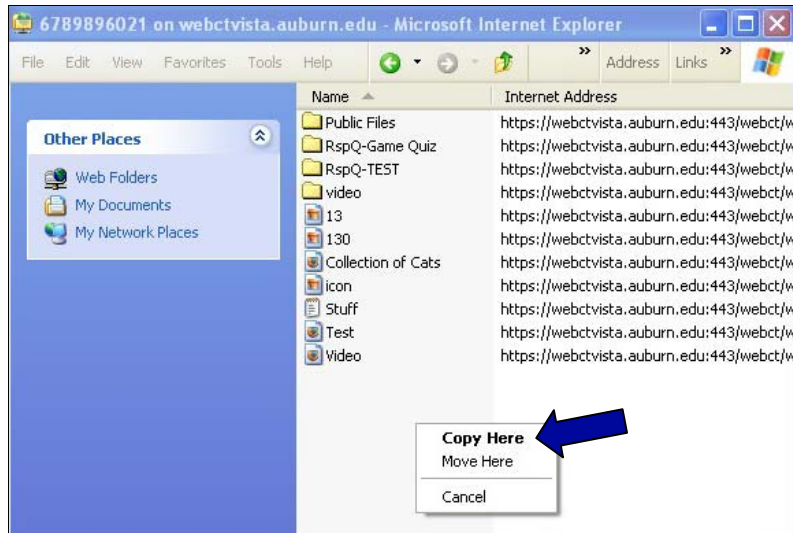 6789896021 on webctvista.auburn.edu - Microsoft Internet Explorer
File Edit View Favorites Tools Help » Address Links »
Name Internet Address
Other Places
Web Folders
My Documents
My Network Places
Public Files https://webctvista.auburn.edu:443/webct/w
RspQ-Game Quiz https://webctvista.auburn.edu:443/webct/w
RspQ-TEST https://webctvista.auburn.edu:443/webct/w
video https://webctvista.auburn.edu:443/webct/w
13 https://webctvista.auburn.edu:443/webct/w
130 https://webctvista.auburn.edu:443/webct/w
Collection of Cats https://webctvista.auburn.edu:443/webct/w
icon https://webctvista.auburn.edu:443/webct/w
Stuff https://webctvista.auburn.edu:443/webct/w
Test https://webctvista.auburn.edu:443/webct/w
Video https://webctvista.auburn.edu:443/webct/w
Copy Here
Move Here
Cancel